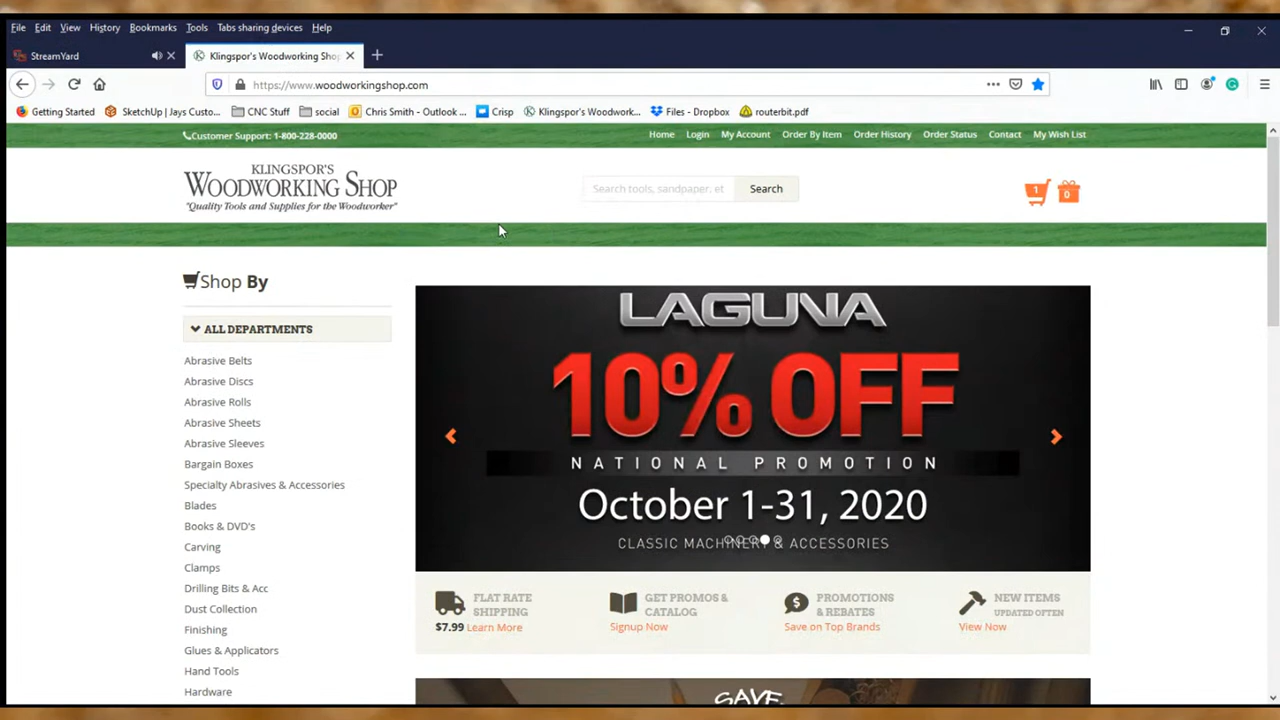 File Edit View History Bookmarks Tools Tabs sharing devices Help
StreamYard
Klingspor's Woodworking Shop
https://www.woodworkingshop.com
Getting Started SketchUp | Jays Custo... CNC Stuff social Chris Smith - Outlook ... Crisp Klingspor's Woodwork... Files - Dropbox routerbit.pdf
Customer Support: 1-800-228-0000
Home Login My Account Order By Item Order History Order Status Contact My Wish List
KLINGSPOR'S
WOODWORKING SHOP
"Quality Tools and Supplies for the Woodworker"
Search tools, sandpaper, et Search
1 0
Shop By
ALL DEPARTMENTS
Abrasive Belts
Abrasive Discs
Abrasive Rolls
Abrasive Sheets
Abrasive Sleeves
Bargain Boxes
Specialty Abrasives & Accessories
Blades
Books & DVD's
Carving
Clamps
Drilling Bits & Acc
Dust Collection
Finishing
Glues & Applicators
Hand Tools
Hardware
LAGUNA
10% OFF
NATIONAL PROMOTION
October 1-31, 2020
CLASSIC MACHINERY & ACCESSORIES
FLAT RATE
SHIPPING
$7.99 Learn More
GET PROMOS &
CATALOG
Signup Now
PROMOTIONS
& REBATES
Save on Top Brands
NEW ITEMS
UPDATED OFTEN
View Now
SAVE